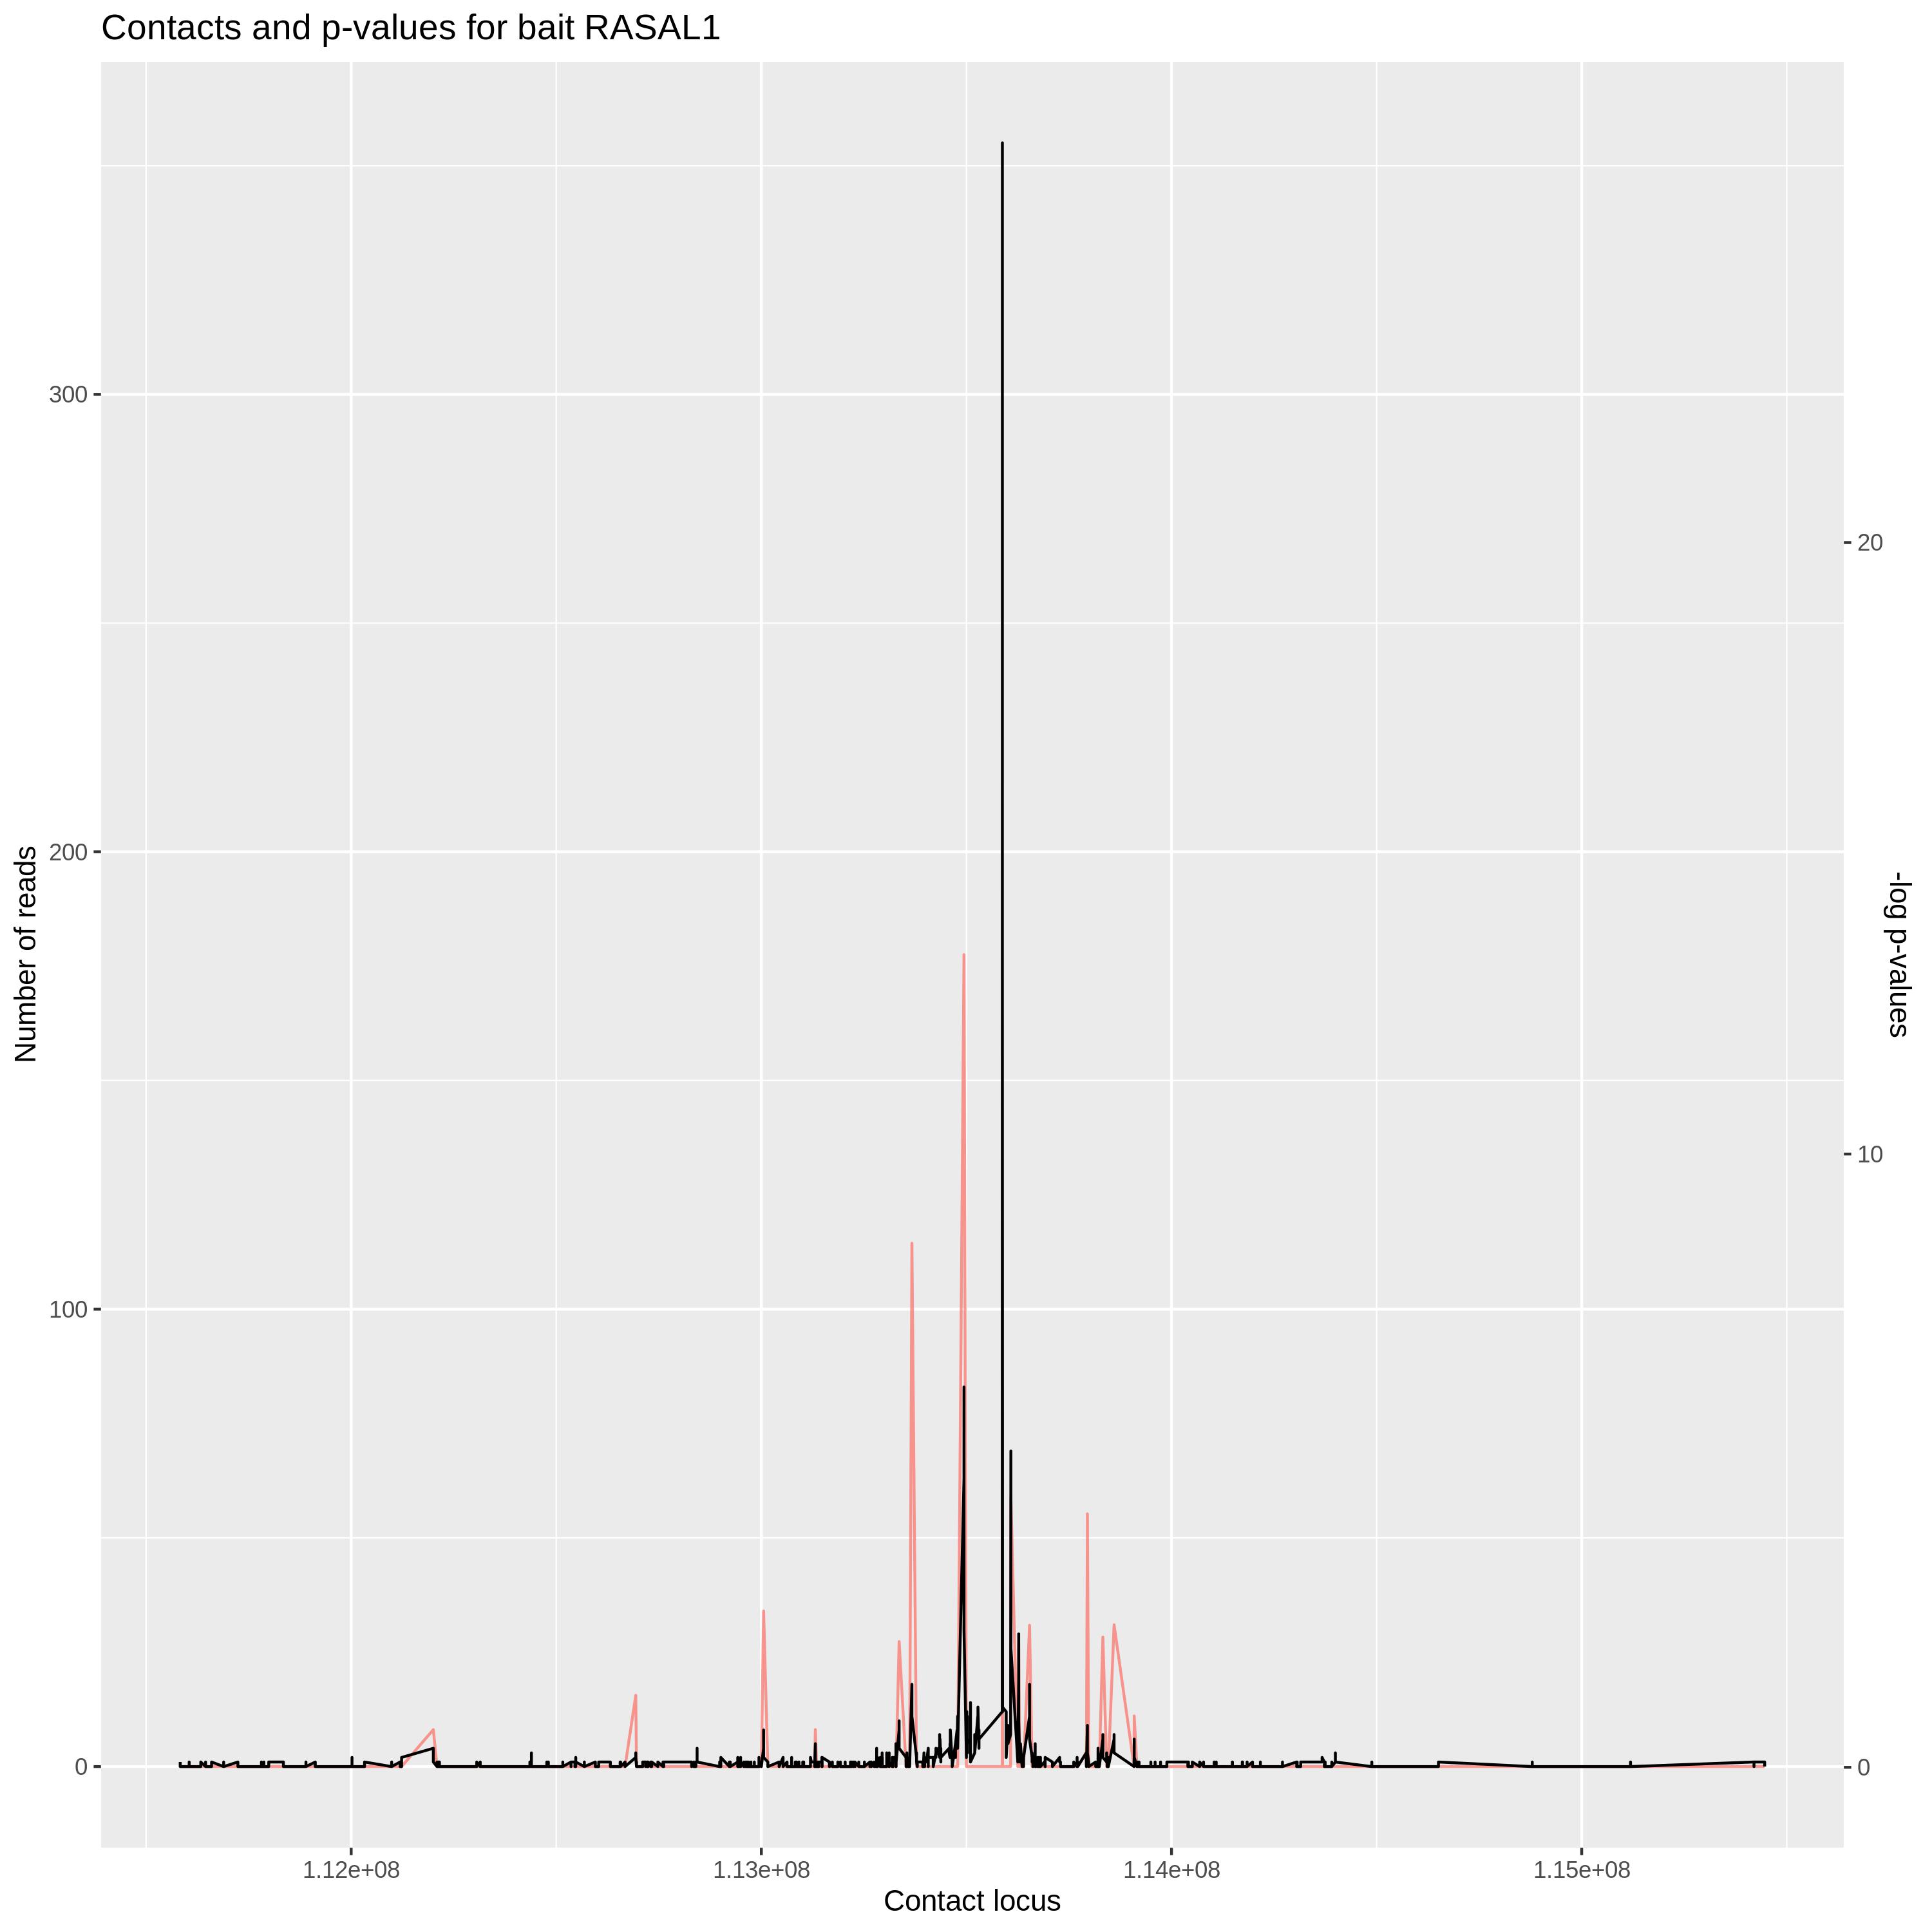 Contacts and p-values for bait RASAL1
Number of reads
300
200
100
0
20
10
0
-log p-values
1.12e+08 1.13e+08 1.14e+08 1.15e+08
Contact locus